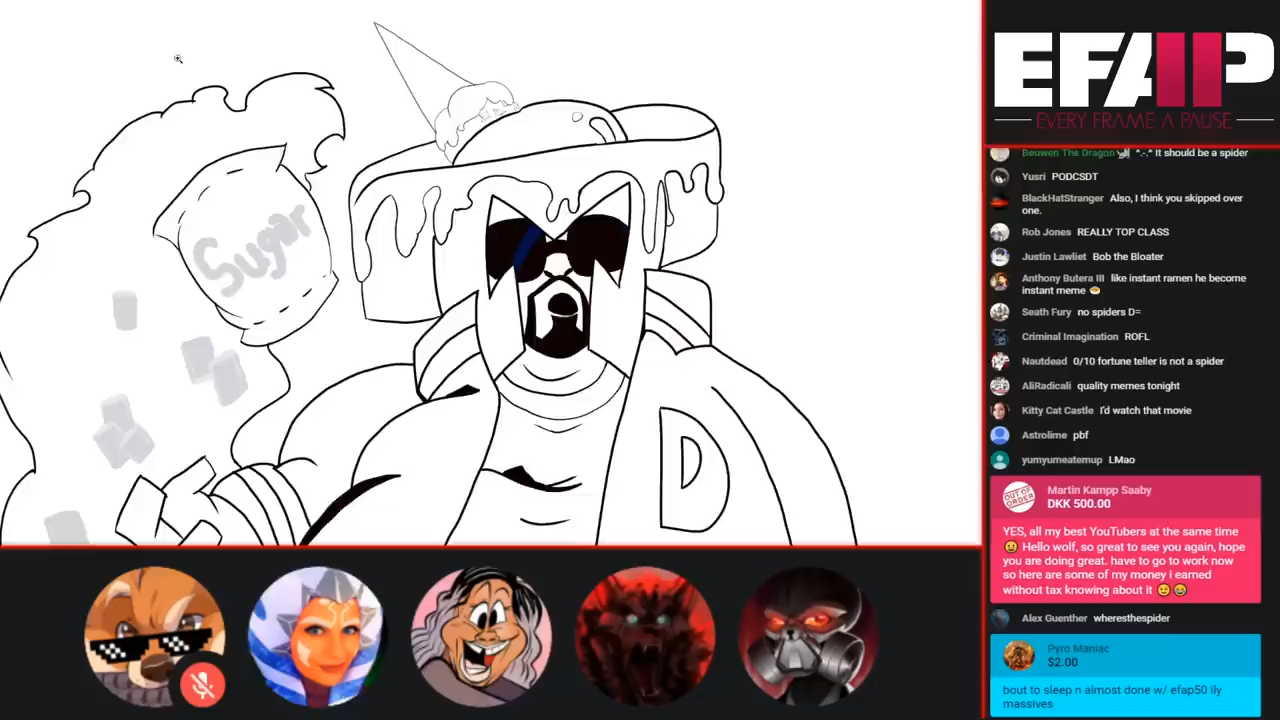 Sugar
D
EFAP
EVERY FRAME A PAUSE
Beowen The Dragon ^-.-^ It should be a spider
Yusri PODCSDT
BlackHatStranger Also, I think you skipped over
one.
Rob Jones REALLY TOP CLASS
Justin Lawliet Bob the Bloater
Anthony Butera III like instant ramen he become
instant meme
Seath Fury no spiders D=
Criminal Imagination ROFL
Nautdead 0/10 fortune teller is not a spider
AliRadicali quality memes tonight
Kitty Cat Castle I'd watch that movie
Astrolime pbf
yumyumeatemup LMao
OUT OF ORDER
Martin Kampp Saaby
DKK 500.00
YES, all my best YouTubers at the same time
😃 Hello wolf, so great to see you again, hope
you are doing great. have to go to work now
so here are some of my money i earned
without tax knowing about it 😉 😂
Alex Guenther wheresthespider
Pyro Maniac
$2.00
bout to sleep n almost done w/ efap50 ily
massives